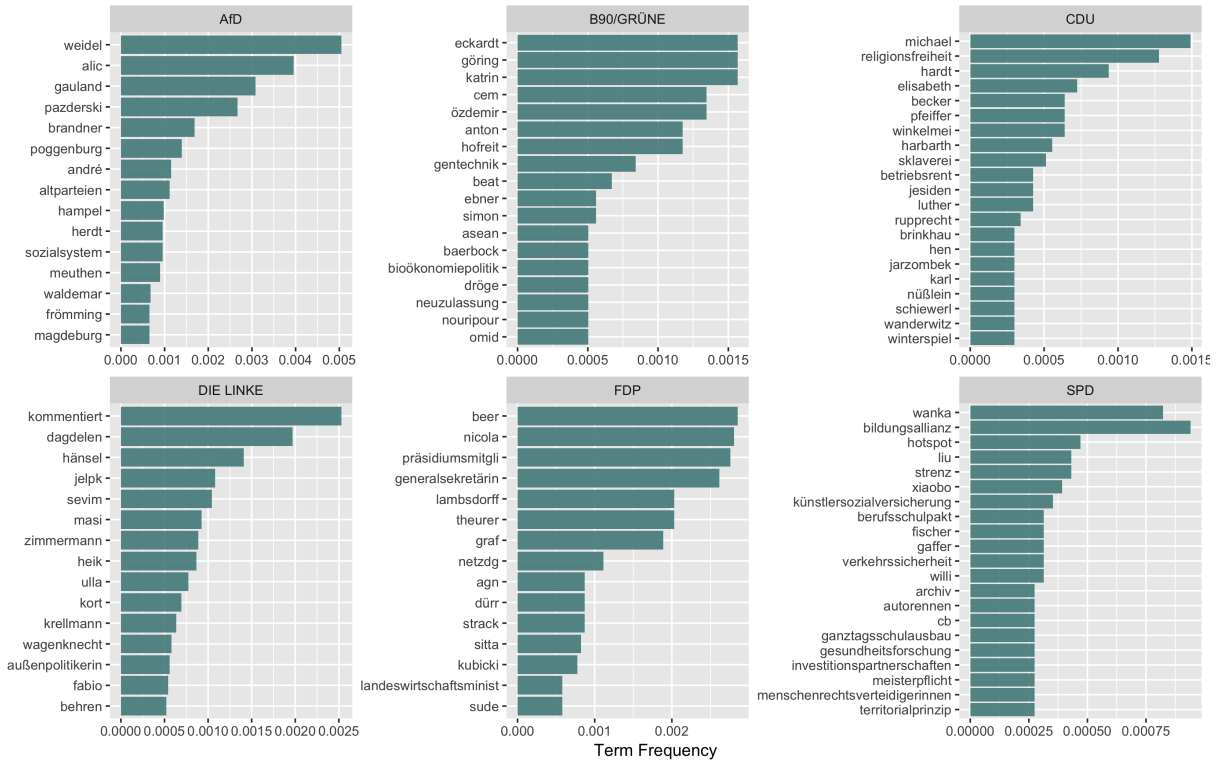 AfD
weidel
alic
gauland
pazderski
brandner
poggenburg
andré
altparteien
hampel
herdt
sozialsystem
meuthen
waldemar
frömming
magdeburg
0.000 0.001 0.002 0.003 0.004 0.005
B90/GRÜNE
eckardt
göring
katrin
cem
özdemir
anton
hofreit
gentechnik
beat
ebner
simon
asean
baerbock
bioökonomiepolitik
dröge
neuzulassung
nouripour
omid
0.0000 0.0005 0.0010 0.0015
CDU
michael
religionsfreiheit
hardt
elisabeth
becker
pfeiffer
winkelmei
harbarth
sklaverei
betriebsrent
jesiden
luther
rupprecht
brinkhau
hen
jarzombek
karl
nüßlein
schiewerl
wanderwitz
winterspiel
0.0000 0.0005 0.0010 0.0015
DIE LINKE
kommentiert
dagdelen
hänsel
jelpk
sevim
masi
zimmermann
heik
ulla
kort
krellmann
wagenknecht
außenpolitikerin
fabio
behren
0.0000 0.0005 0.0010 0.0015 0.0020 0.0025
FDP
beer
nicola
präsidiumsmitgli
generalsekretärin
lambsdorff
theurer
graf
netzdg
agn
dürr
strack
sitta
kubicki
landeswirtschaftsminist
sude
0.000 0.001 0.002
SPD
wanka
bildungsallianz
hotspot
liu
strenz
xiaobo
künstlersozialversicherung
berufsschulpakt
fischer
gaffer
verkehrssicherheit
willi
archiv
autorennen
cb
ganztagsschulausbau
gesundheitsforschung
investitionspartnerschaften
meisterpflicht
menschenrechtsverteidigerinnen
territorialprinzip
0.00000 0.00025 0.00050 0.00075
Term Frequency